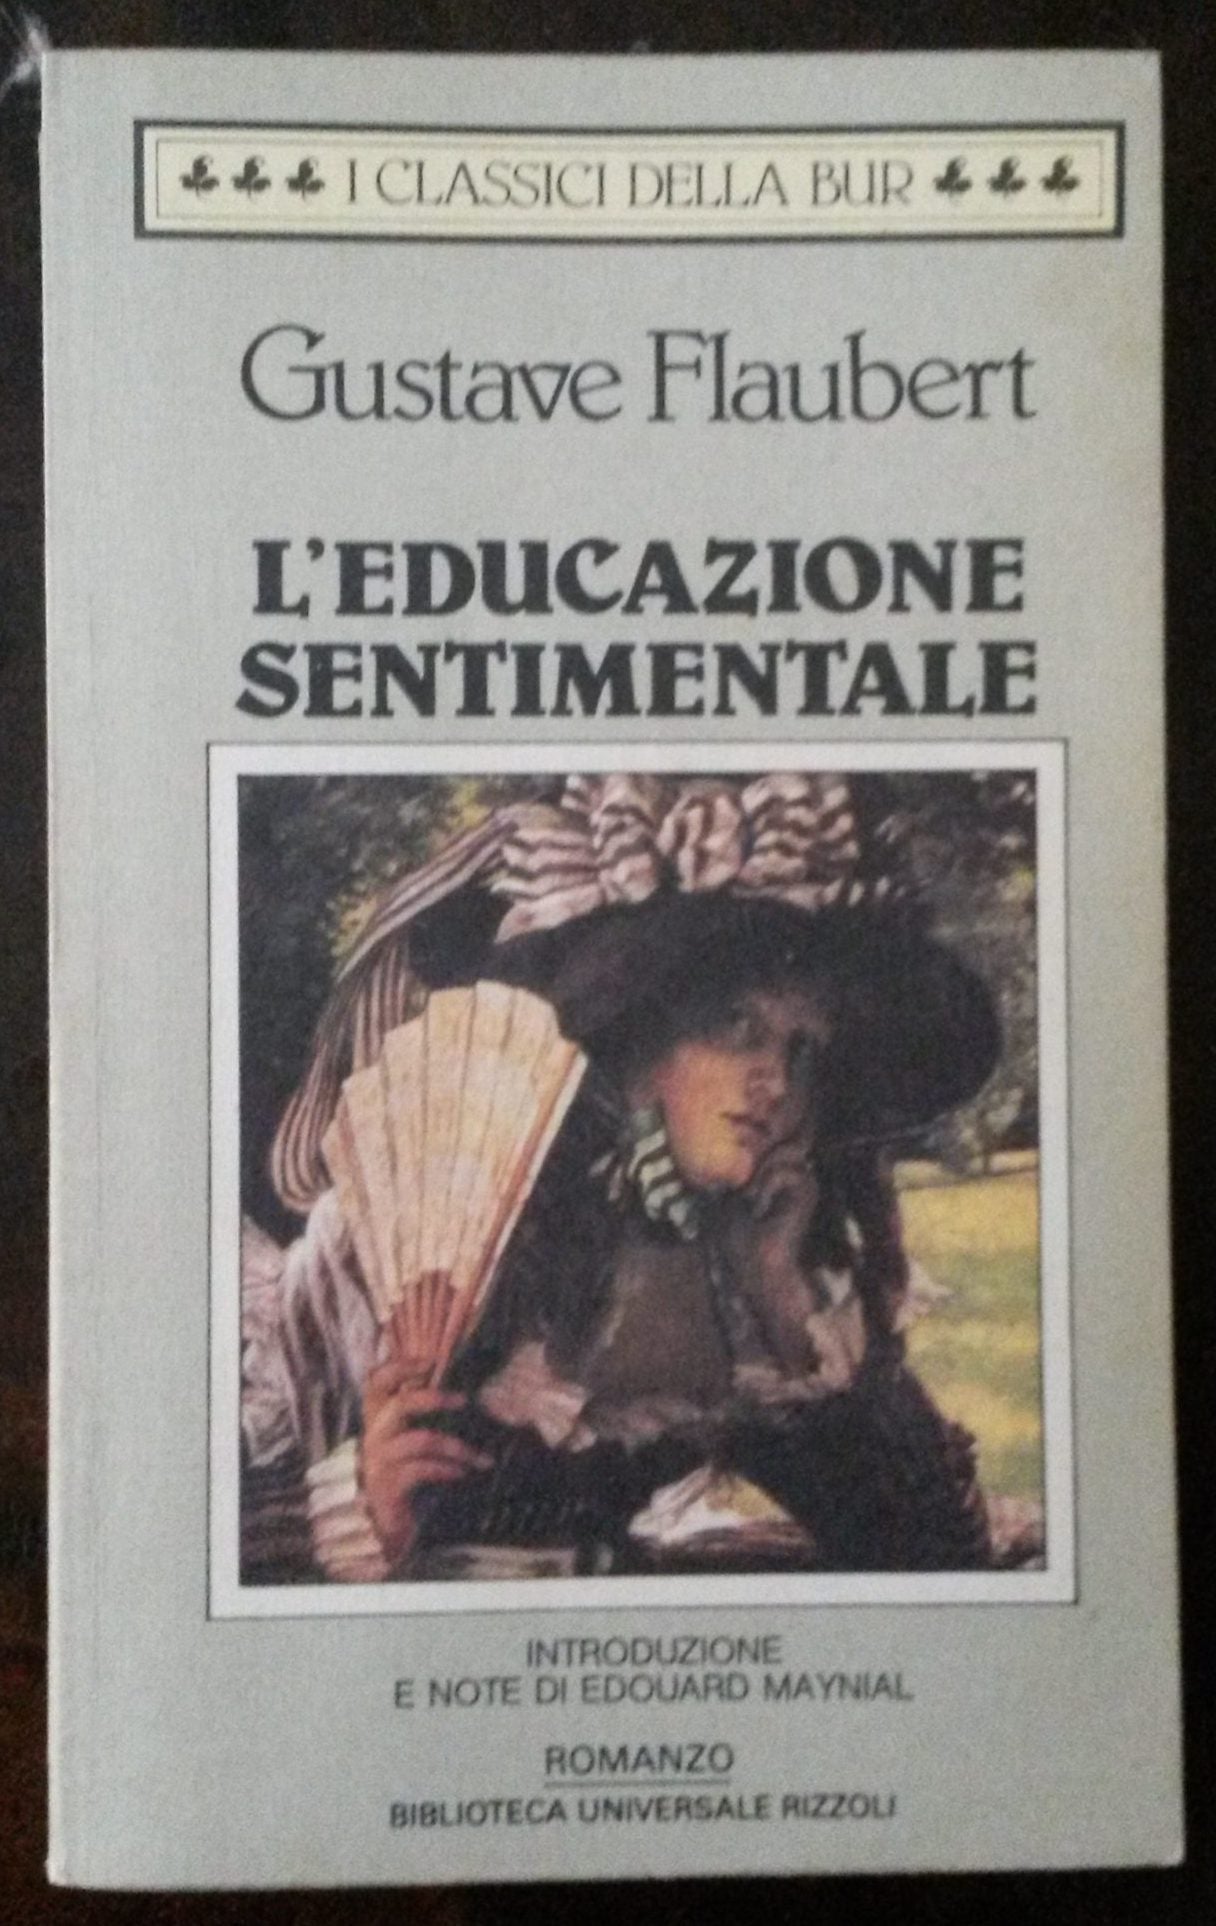 I CLASSICI DELLA BUR
Gustave Flaubert
L'EDUCAZIONE
SENTIMENTALE
INTRODUZIONE
E NOTE DI EDOUARD MAYNIAL
ROMANZO
BIBLIOTECA UNIVERSALE RIZZOLI